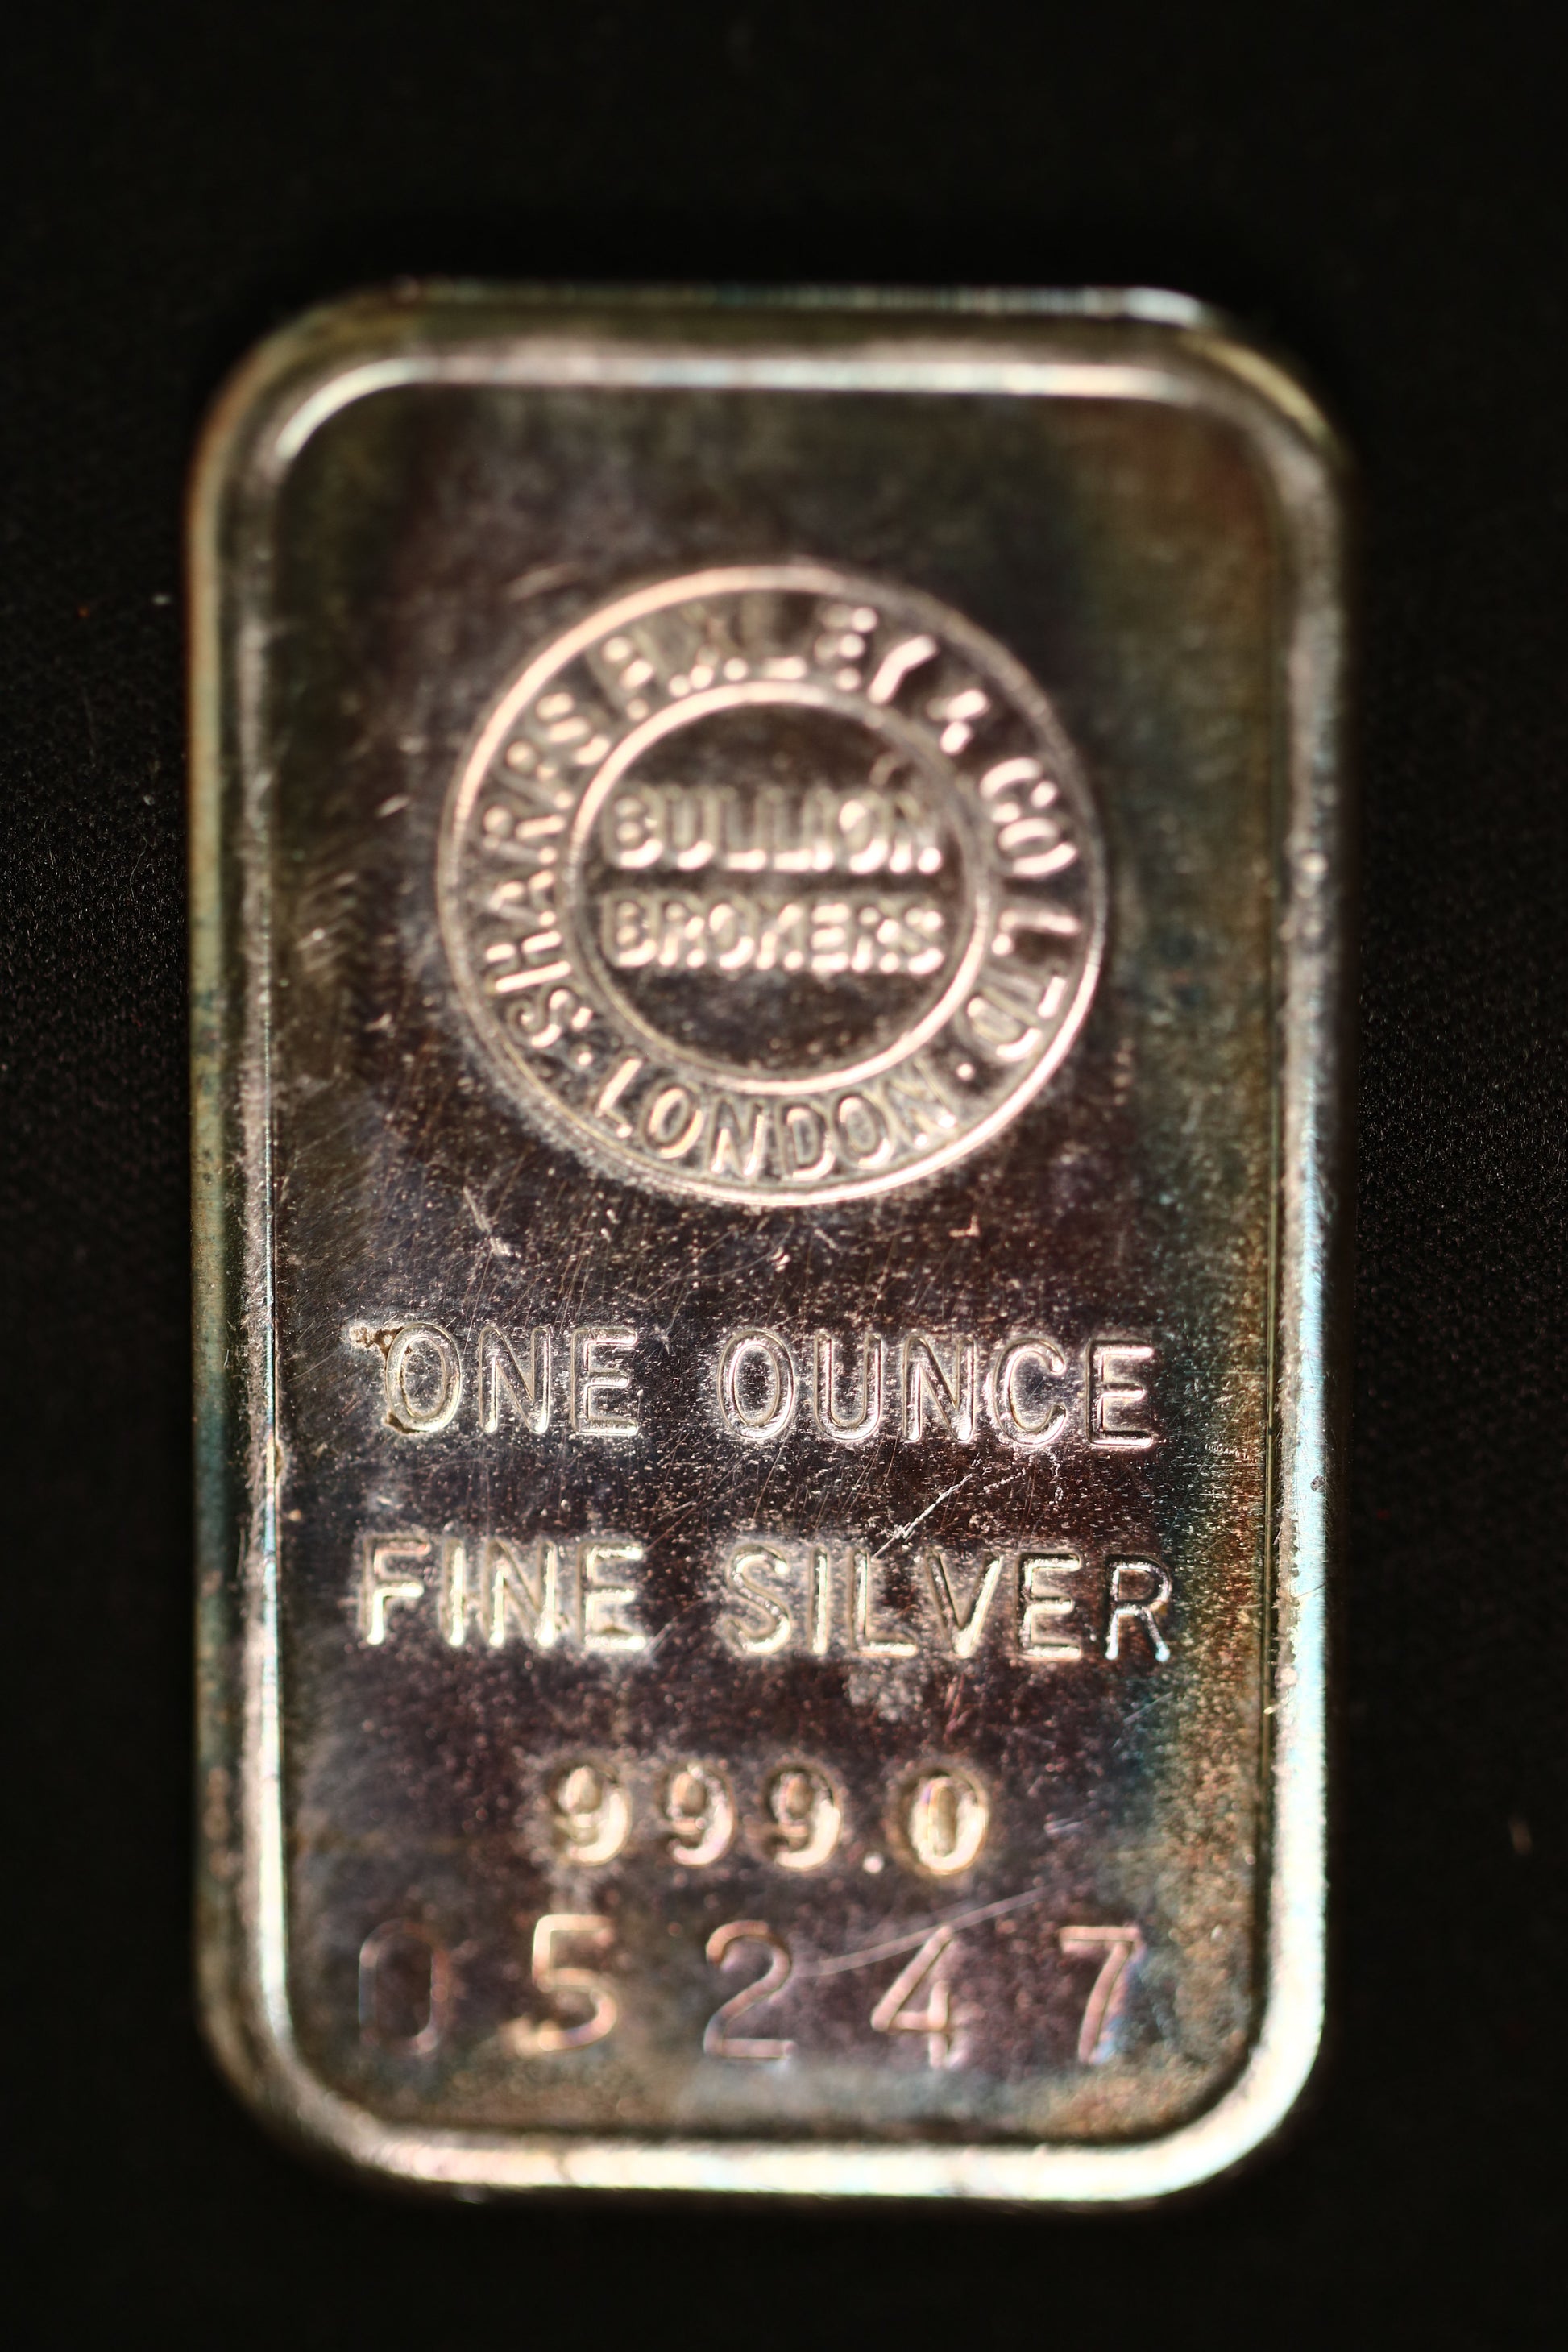 SHARPS PIXLEY & CO LTD.
BULLION
BROKERS
· LONDON ·
ONE OUNCE
FINE SILVER
999.0
05247